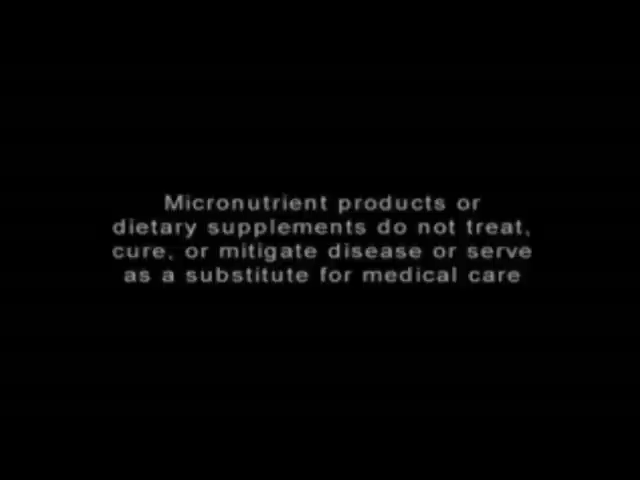 Micronutrient products or
dietary supplements do not treat,
cure, or mitigate disease or serve
as a substitute for medical care